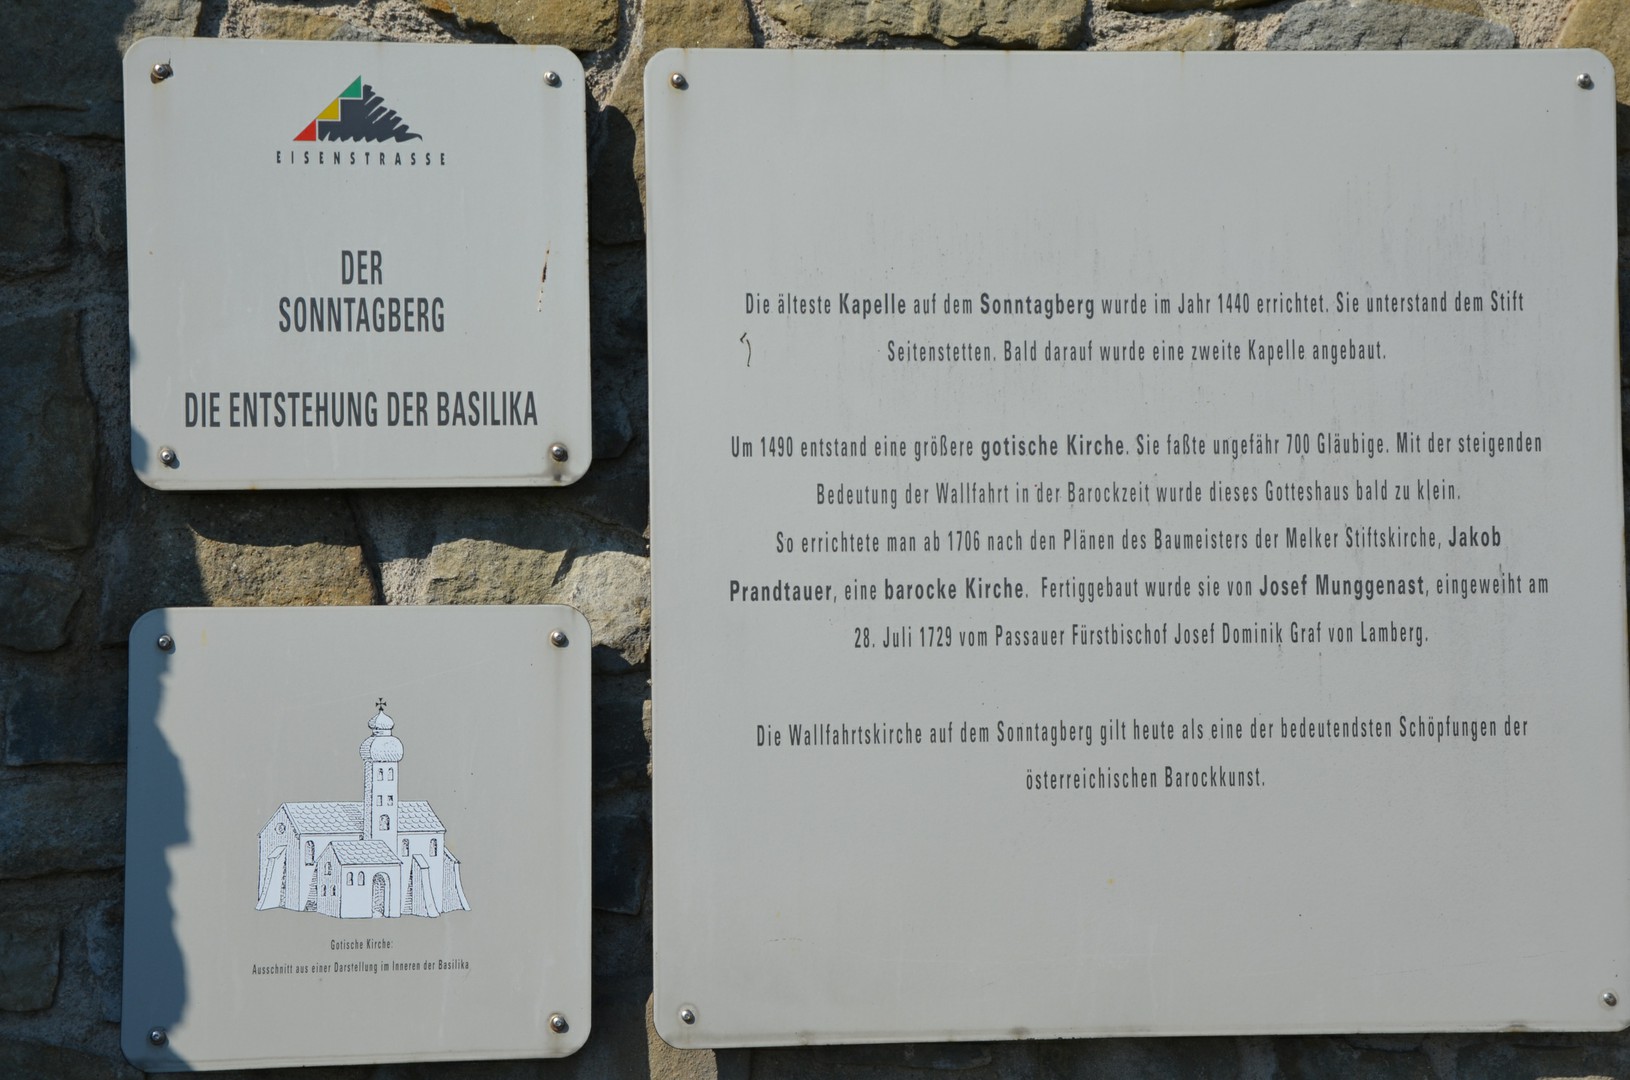 EISENSTRASSE
DER
SONNTAGBERG
DIE ENTSTEHUNG DER BASILIKA
Gotische Kirche:
Ausschnitt aus einer Darstellung im Inneren der Basilika
Die älteste Kapelle auf dem Sonntagberg wurde im Jahr 1440 errichtet. Sie unterstand dem Stift
Seitenstetten. Bald darauf wurde eine zweite Kapelle angebaut.
Um 1490 entstand eine größere gotische Kirche. Sie faßte ungefähr 700 Gläubige. Mit der steigenden
Bedeutung der Wallfahrt in der Barockzeit wurde dieses Gotteshaus bald zu klein.
So errichtete man ab 1706 nach den Plänen des Baumeisters der Melker Stiftskirche, Jakob
Prandtauer, eine barocke Kirche. Fertiggebaut wurde sie von Josef Munggenast, eingeweiht am
28. Juli 1729 vom Passauer Fürstbischof Josef Dominik Graf von Lamberg.
Die Wallfahrtskirche auf dem Sonntagberg gilt heute als eine der bedeutendsten Schöpfungen der
österreichischen Barockkunst.